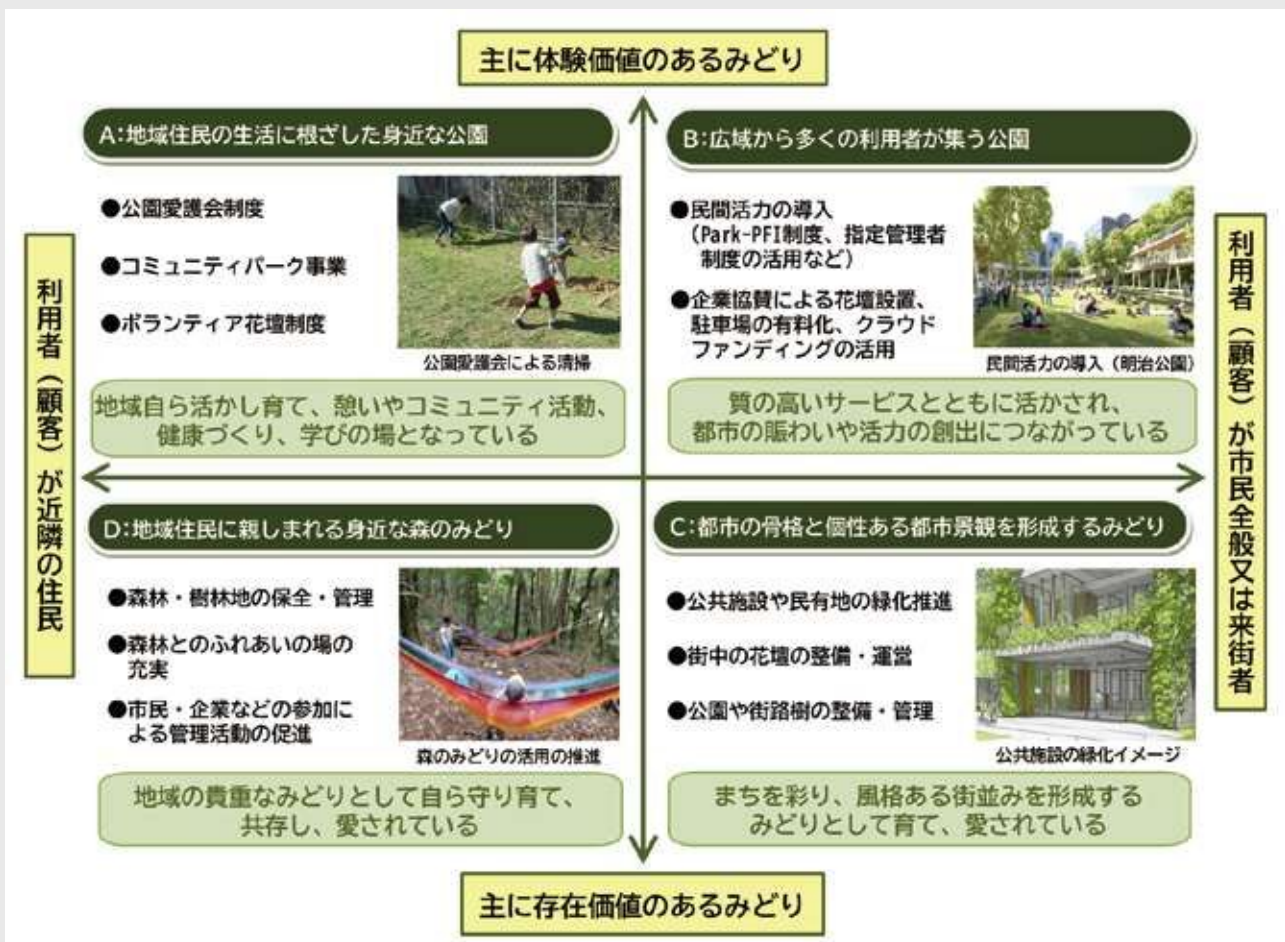 主に体験価値のあるみどり
A:地域住民の生活に根ざした身近な公園
●公園愛護会制度
●コミュニティパーク事業
●ボランティア花壇制度
公園愛護会による清掃
地域自ら活かし育て、憩いやコミュニティ活動、
健康づくり、学びの場となっている
B:広域から多くの利用者が集う公園
●民間活力の導入
(Park-PFI制度、指定管理者
制度の活用など)
●企業協賛による花壇設置、
駐車場の有料化、クラウド
ファンディングの活用
民間活力の導入(明治公園)
質の高いサービスとともに活かされ、
都市の賑わいや活力の創出につながっている
利用者(顧客)が近隣の住民
利用者(顧客)が市民全般又は来街者
D:地域住民に親しまれる身近な森のみどり
●森林・樹林地の保全・管理
●森林とのふれあいの場の
充実
●市民・企業などの参加に
よる管理活動の促進
森のみどりの活用の推進
地域の貴重なみどりとして自ら守り育て、
共存し、愛されている
C:都市の骨格と個性ある都市景観を形成するみどり
●公共施設や民有地の緑化推進
●街中の花壇の整備・運営
●公園や街路樹の整備・管理
公共施設の緑化イメージ
まちを彩り、風格ある街並みを形成する
みどりとして育て、愛されている
主に存在価値のあるみどり